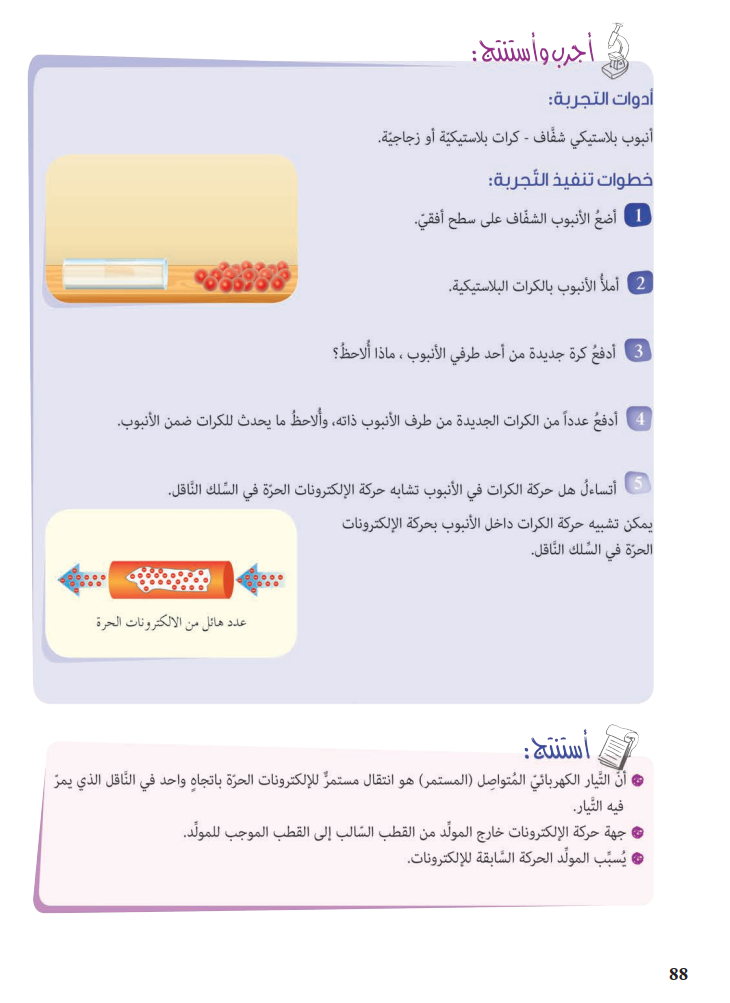 أجرب وأستنتج:
أدوات التجربة:
أنبوب بلاستيكي شفَّاف - كرات بلاستيكيّة أو زجاجيّة.
خطوات تنفيذ التّجربة:
1 أضعُ الأنبوب الشفّاف على سطح أفقيّ.
2 أملأُ الأنبوب بالكرات البلاستيكية.
3 أدفعُ كرة جديدة من أحد طرفي الأنبوب ، ماذا أُلاحظُ؟
4 أدفعُ عدداً من الكرات الجديدة من طرف الأنبوب ذاته، وأُلاحظُ ما يحدث للكرات ضمن الأنبوب.
5 أتساءلُ هل حركة الكرات في الأنبوب تشابه حركة الإلكترونات الحرّة في السِّلك النَّاقل.
يمكن تشبيه حركة الكرات داخل الأنبوب بحركة الإلكترونات
الحرّة في السِّلك النَّاقل.
عدد هائل من الالكترونات الحرة
أستنتج:
أنّ التَّيار الكهربائيّ المُتواصِل (المستمر) هو انتقال مستمرٌ للإلكترونات الحرّة باتجاهٍ واحد في النَّاقل الذي يمرّ
فيه التَّيار.
جهة حركة الإلكترونات خارج المولّد من القطب السّالب إلى القطب الموجب للمولِّد.
يُسبِّب المولِّد الحركة السَّابقة للإلكترونات.
88